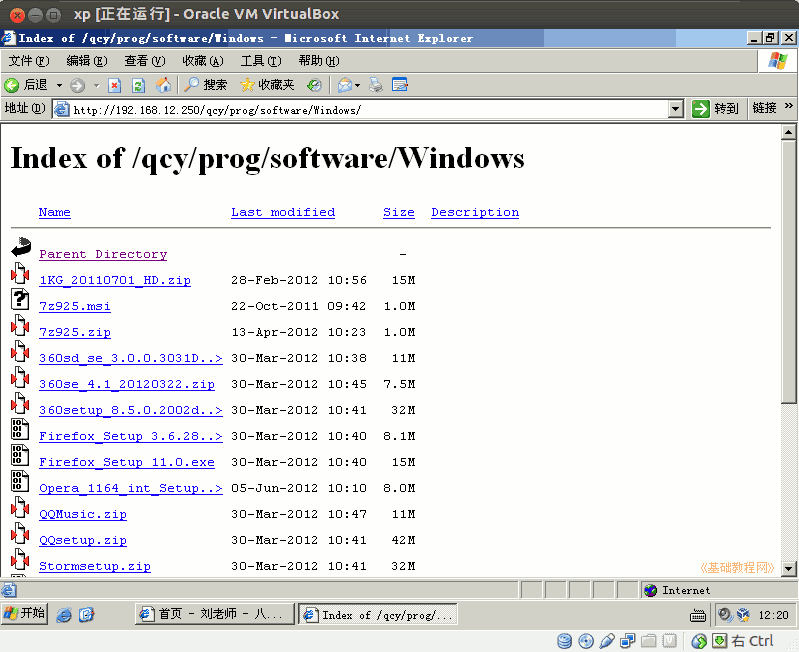 xp [正在运行] - Oracle VM VirtualBox
Index of /qcy/prog/software/Windows - Microsoft Internet Explorer
文件(F) 编辑(E) 查看(V) 收藏(A) 工具(T) 帮助(H)
后退 搜索 收藏夹
地址(D) http://192.168.12.250/qcy/prog/software/Windows/ 转到 链接 »
Index of /qcy/prog/software/Windows
Name Last modified Size Description
Parent Directory -
1KG_20110701_HD.zip 28-Feb-2012 10:56 15M
7z925.msi 22-Oct-2011 09:42 1.0M
7z925.zip 13-Apr-2012 10:23 1.0M
360sd_se_3.0.0.3031D..> 30-Mar-2012 10:38 11M
360se_4.1_20120322.zip 30-Mar-2012 10:45 7.5M
360setup_8.5.0.2002d..> 30-Mar-2012 10:41 32M
Firefox_Setup 3.6.28..> 30-Mar-2012 10:40 8.1M
Firefox_Setup 11.0.exe 30-Mar-2012 10:40 15M
Opera_1164_int_Setup..> 05-Jun-2012 10:10 8.0M
QQMusic.zip 30-Mar-2012 10:47 11M
QQsetup.zip 30-Mar-2012 10:41 42M
Stormsetup.zip 30-Mar-2012 10:41 32M
《基础教程网》
Internet
开始 首页 - 刘老师 - 八... Index of /qcy/prog/... 12:20
右 Ctrl